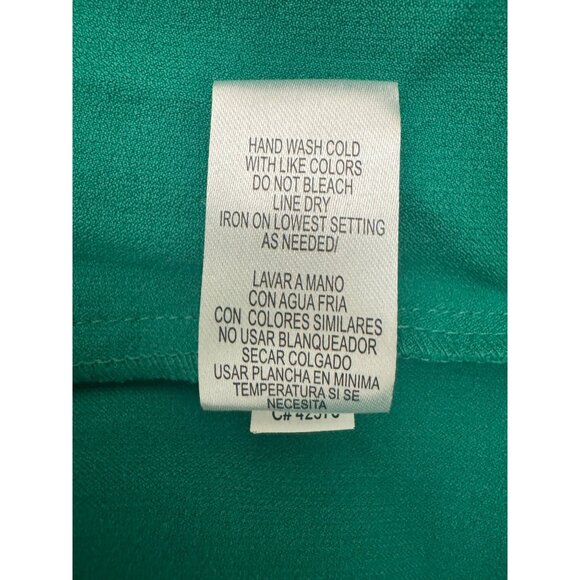 HAND WASH COLD
WITH LIKE COLORS
DO NOT BLEACH
LINE DRY
IRON ON LOWEST SETTING
AS NEEDED/
LAVAR A MANO
CON AGUA FRIA
CON COLORES SIMILARES
NO USAR BLANQUEADOR
SECAR COLGADO
USAR PLANCHA EN MINIMA
TEMPERATURA SI SE
NECESITA
C#